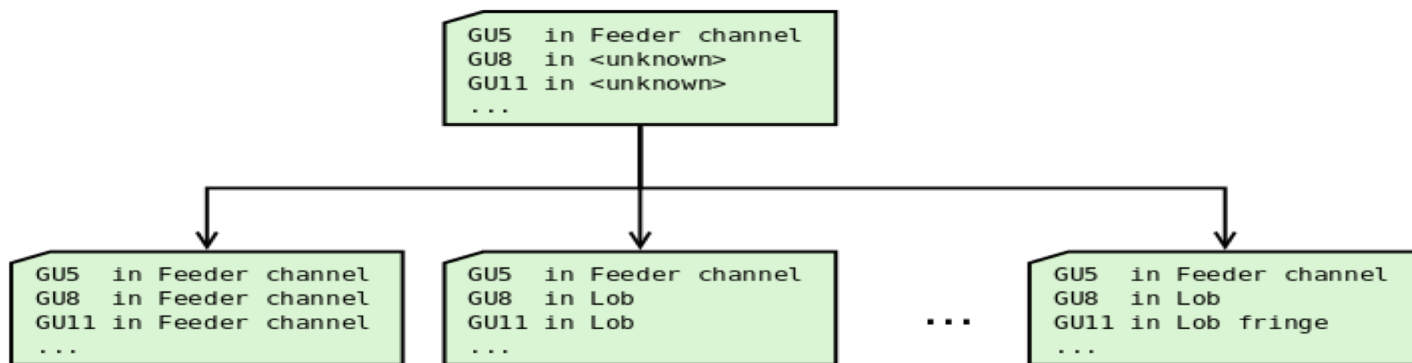 GU5  in Feeder channel
GU8  in <unknown>
GU11 in <unknown>
...
GU5  in Feeder channel
GU8  in Feeder channel
GU11 in Feeder channel
...
GU5  in Feeder channel
GU8  in Lob
GU11 in Lob
...
...
GU5  in Feeder channel
GU8  in Lob
GU11 in Lob fringe
...